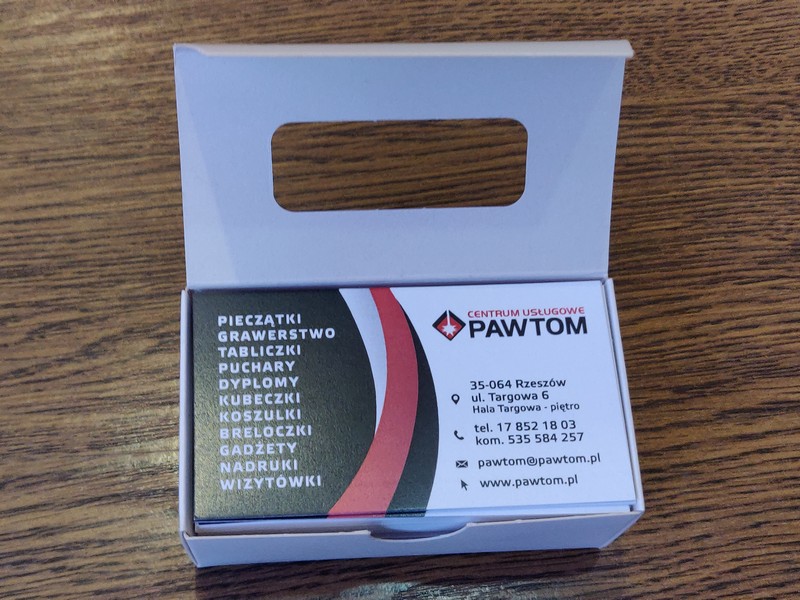 PIECZĄTKI
GRAWERSTWO
TABLICZKI
PUCHARY
DYPLOMY
KUBECZKI
KOSZULKI
BRELOCZKI
GADŻETY
NADRUKI
WIZYTÓWKI
CENTRUM USŁUGOWE
PAWTOM
35-064 Rzeszów
ul. Targowa 6
Hala Targowa - piętro
tel. 17 852 18 03
kom. 535 584 257
pawtom@pawtom.pl
www.pawtom.pl